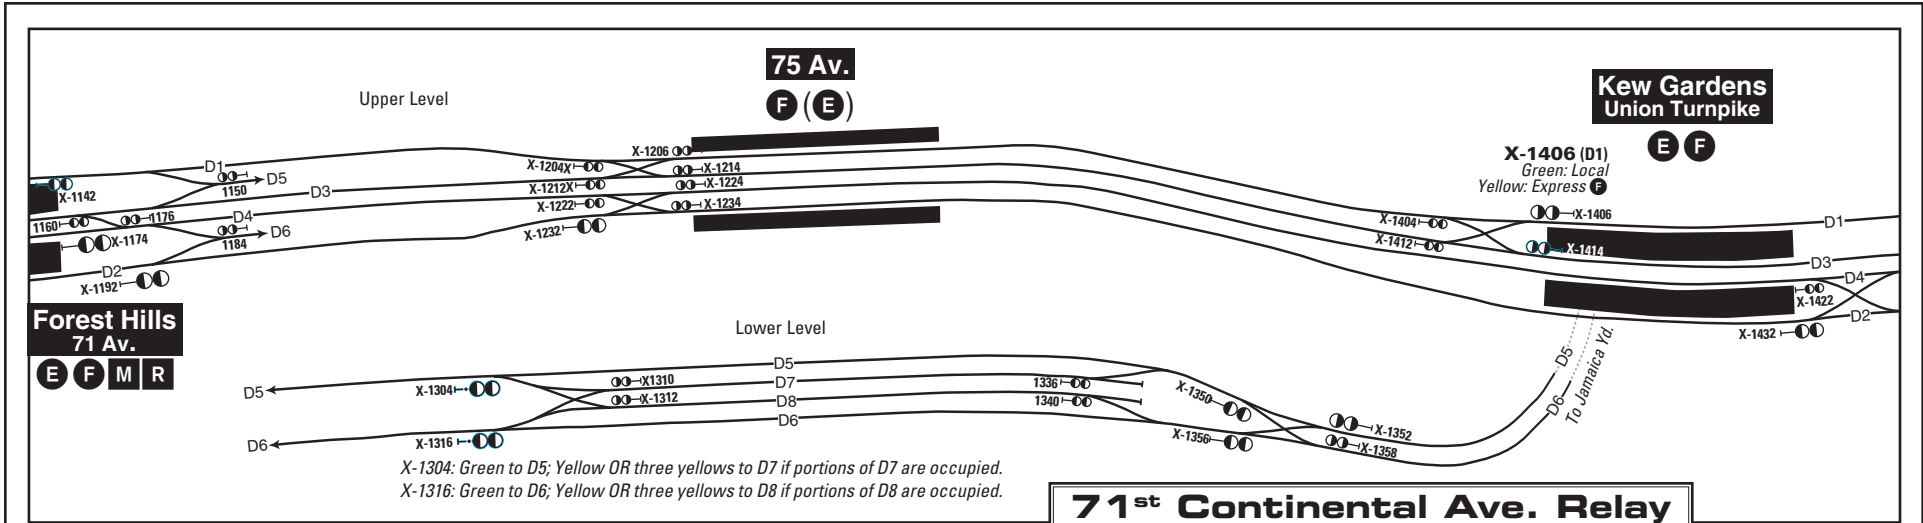 75 Av.
F (E)
Upper Level
Kew Gardens
Union Turnpike
E F
X-1406 (D1)
Green: Local
Yellow: Express F
X-1206
X-1204X
X-1214
X-1212X
X-1224
X-1222
X-1234
X-1232
D1
D5
1150
X-1142
D3
1160
1176
D4
X-1174
1184
D6
D2
X-1192
X-1404
X-1406
X-1412
X-1414
D1
D3
D4
X-1422
D2
X-1432
Forest Hills
71 Av.
E F M R
Lower Level
D5
D5
X-1304
X1310
D7
1336
X-1312
D8
1340
D6
D6
X-1316
X-1350
X-1352
X-1356
X-1358
D5
D6
To Jamaica Yd.
X-1304: Green to D5; Yellow OR three yellows to D7 if portions of D7 are occupied.
X-1316: Green to D6; Yellow OR three yellows to D8 if portions of D8 are occupied.
71st Continental Ave. Relay